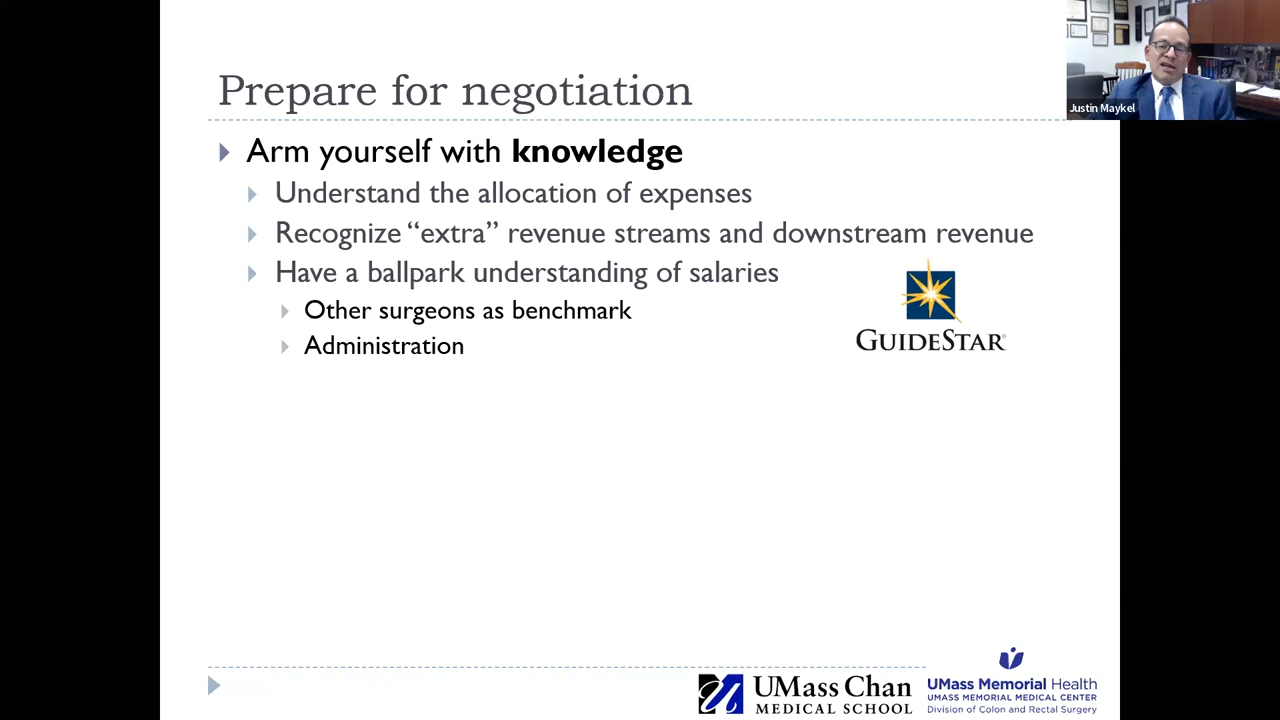 Prepare for negotiation
Justin Maykel
Arm yourself with knowledge
Understand the allocation of expenses
Recognize “extra” revenue streams and downstream revenue
Have a ballpark understanding of salaries
Other surgeons as benchmark
Administration
GUIDESTAR®
UMass Chan
MEDICAL SCHOOL
UMass Memorial Health
UMASS MEMORIAL MEDICAL CENTER
Division of Colon and Rectal Surgery